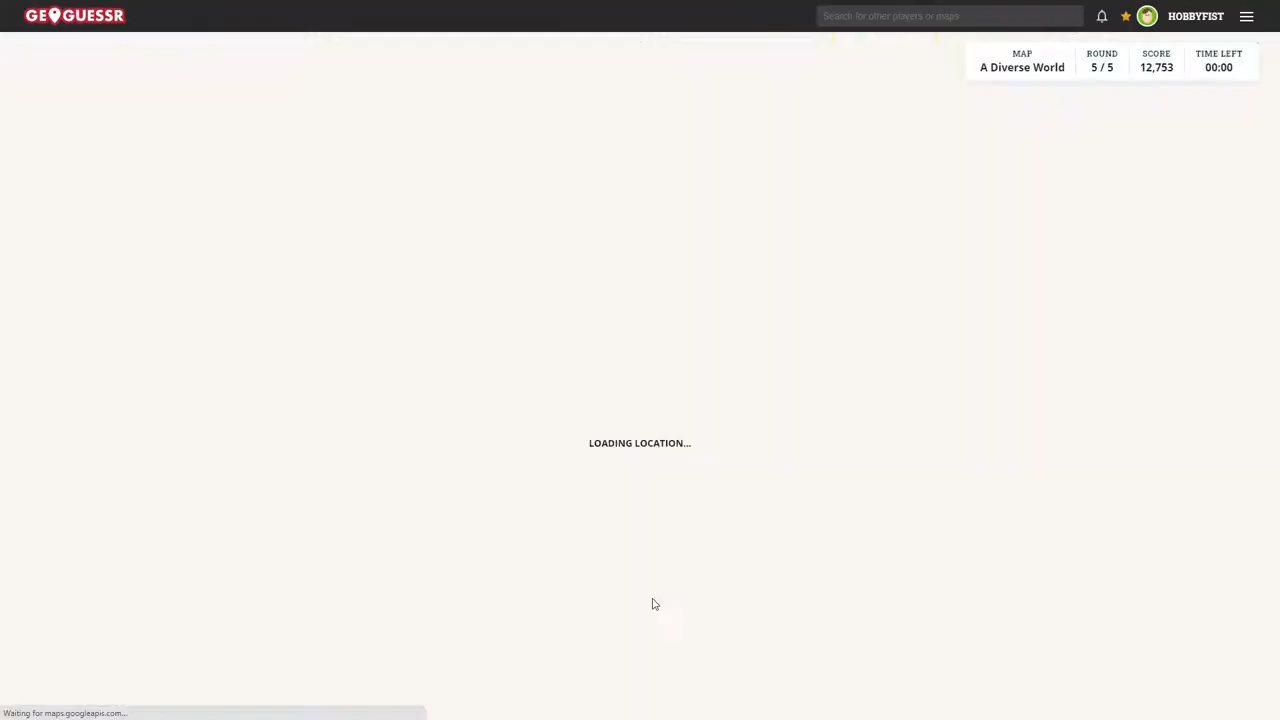 GEOGUESSR
Search for other players or maps
HOBBYFIST
MAP
A Diverse World
ROUND
5 / 5
SCORE
12,753
TIME LEFT
00:00
LOADING LOCATION...
Waiting for maps.googleapis.com...